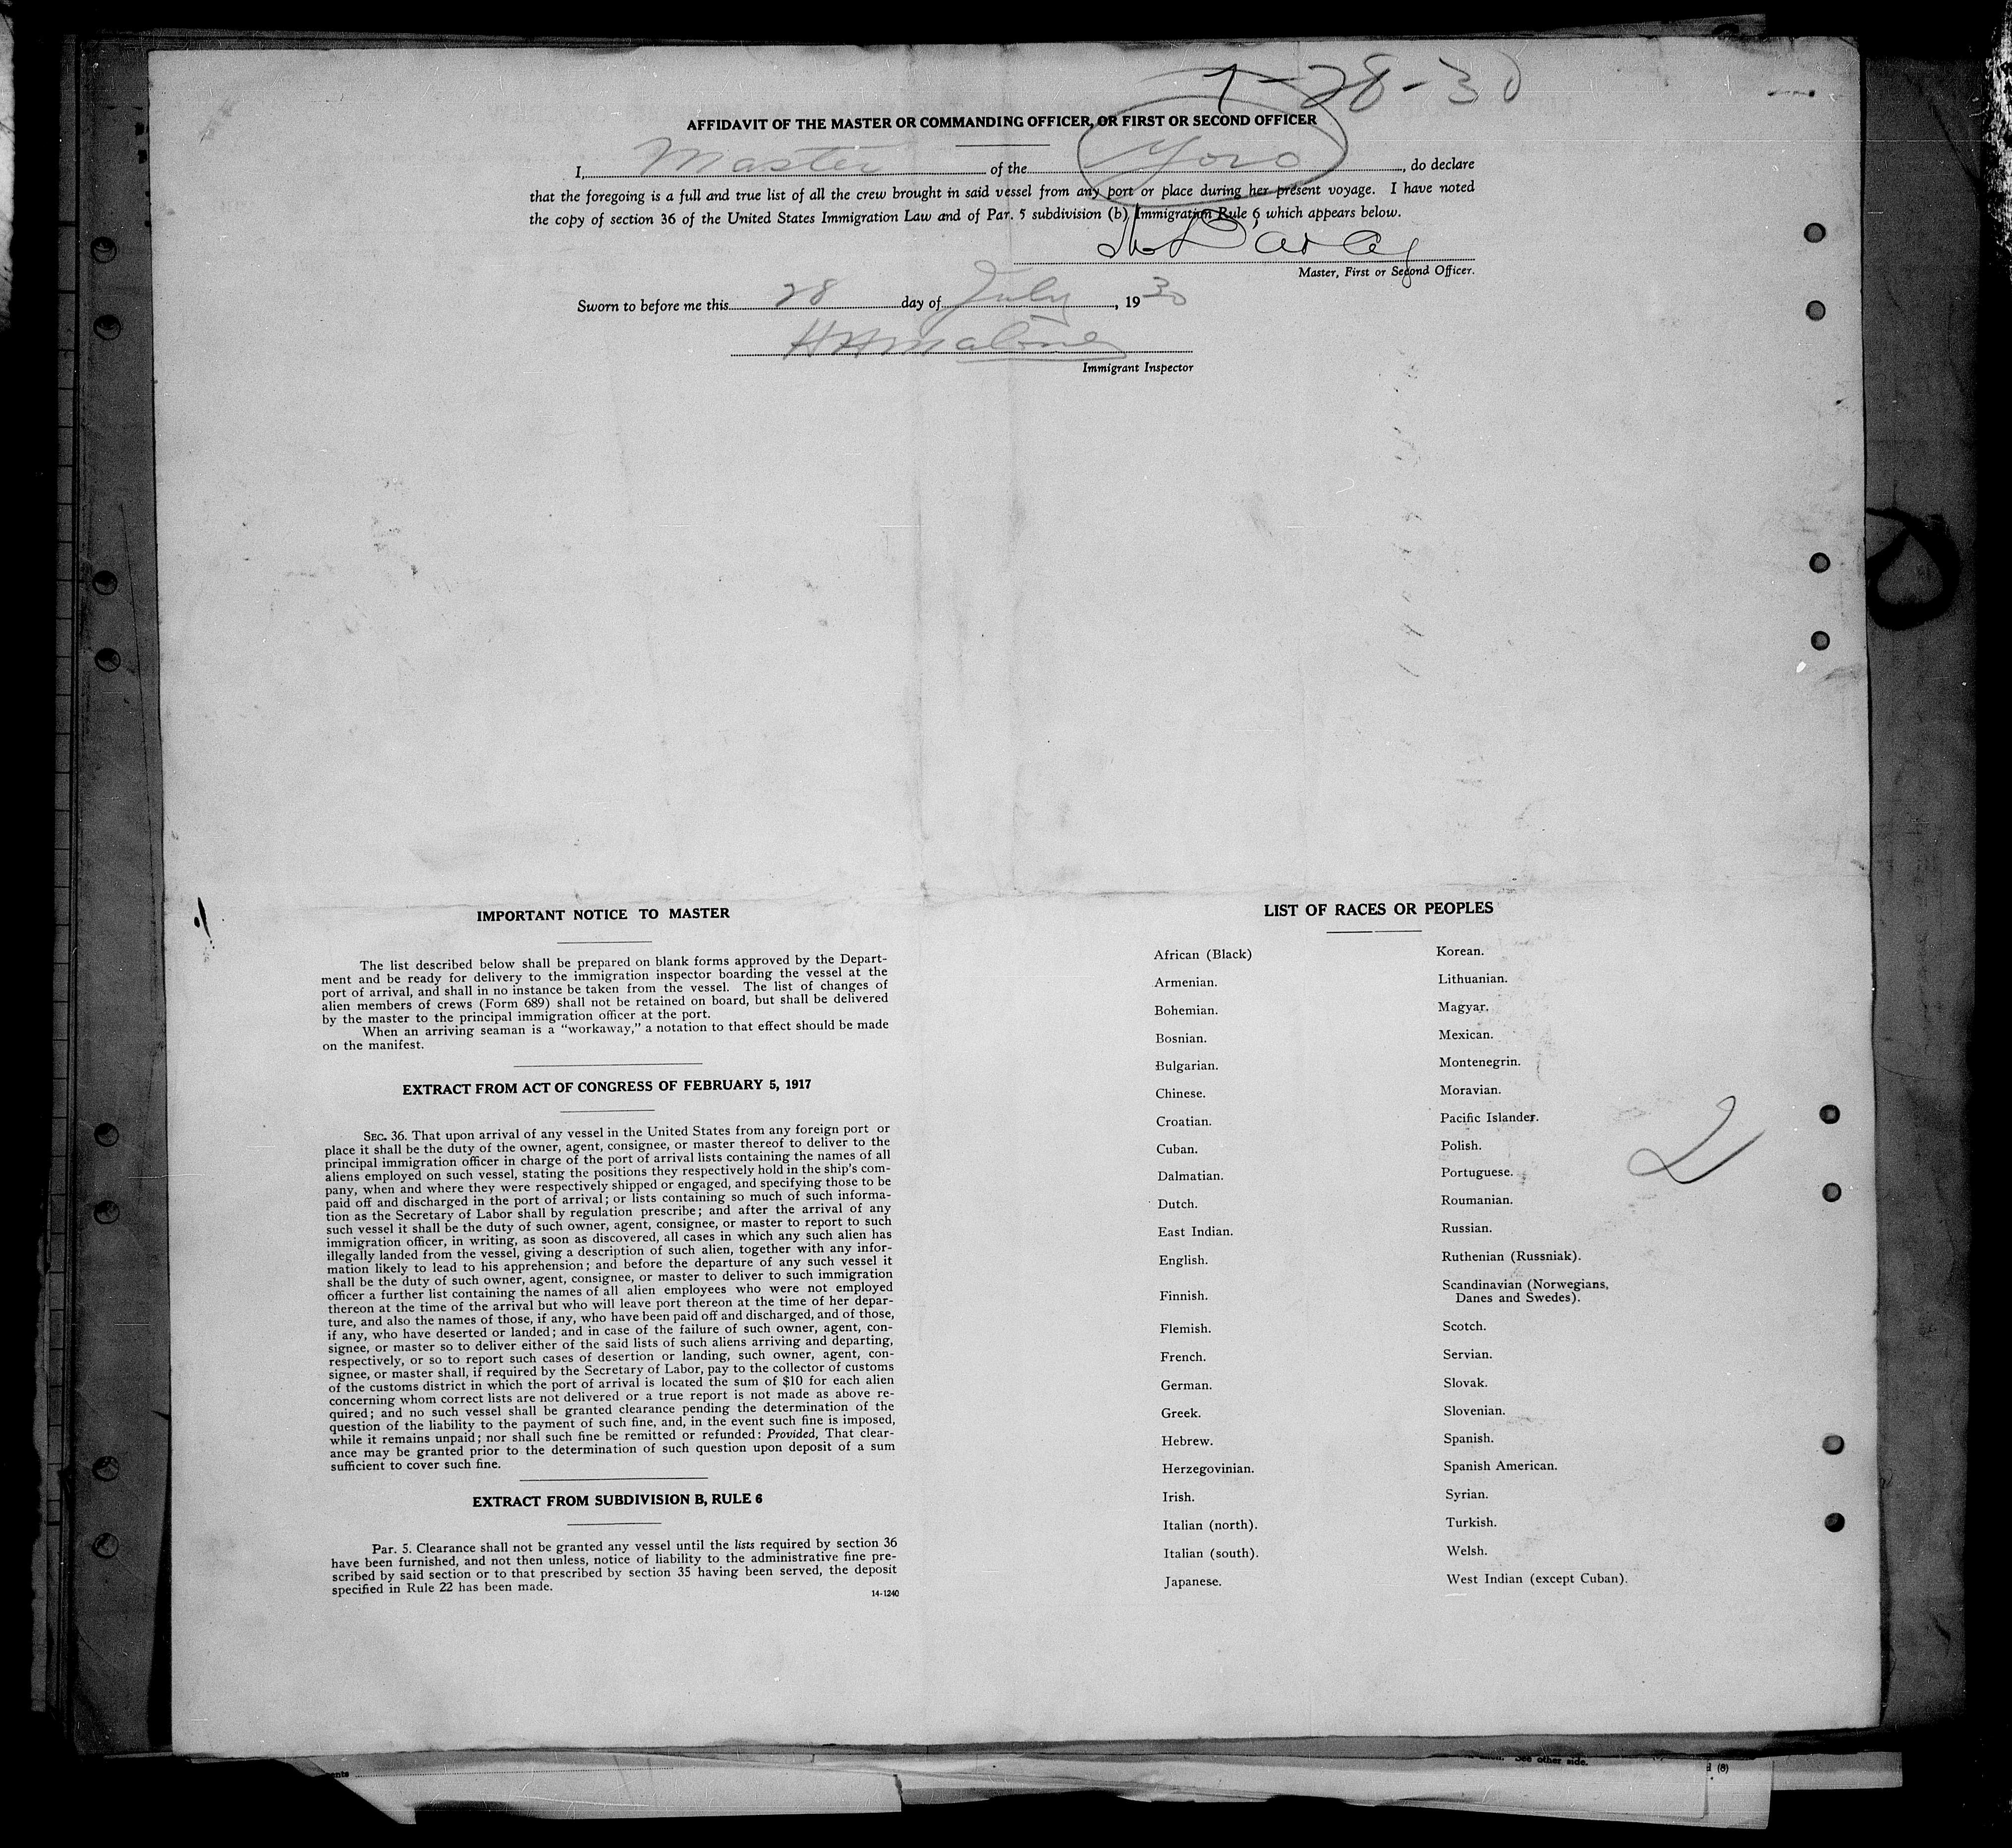 7-28-30
AFFIDAVIT OF THE MASTER OR COMMANDING OFFICER, OR FIRST OR SECOND OFFICER
I, Master of the Yoro, do declare
that the foregoing is a full and true list of all the crew brought in said vessel from any port or place during her present voyage. I have noted
the copy of section 36 of the United States Immigration Law and of Par. 5 subdivision (b) Immigration Rule 6 which appears below.
Master, First or Second Officer.
Sworn to before me this 28 day of July, 1930
HH Malone
Immigrant Inspector
IMPORTANT NOTICE TO MASTER
The list described below shall be prepared on blank forms approved by the Depart-
ment and be ready for delivery to the immigration inspector boarding the vessel at the
port of arrival, and shall in no instance be taken from the vessel. The list of changes of
alien members of crews (Form 689) shall not be retained on board, but shall be delivered
by the master to the principal immigration officer at the port.
When an arriving seaman is a "workaway," a notation to that effect should be made
on the manifest.
EXTRACT FROM ACT OF CONGRESS OF FEBRUARY 5, 1917
SEC. 36. That upon arrival of any vessel in the United States from any foreign port or
place it shall be the duty of the owner, agent, consignee, or master thereof to deliver to the
principal immigration officer in charge of the port of arrival lists containing the names of all
aliens employed on such vessel, stating the positions they respectively hold in the ship's com-
pany, when and where they were respectively shipped or engaged, and specifying those to be
paid off and discharged in the port of arrival; or lists containing so much of such informa-
tion as the Secretary of Labor shall by regulation prescribe; and after the arrival of any
such vessel it shall be the duty of such owner, agent, consignee, or master to report to such
immigration officer, in writing, as soon as discovered, all cases in which any such alien has
illegally landed from the vessel, giving a description of such alien, together with any infor-
mation likely to lead to his apprehension; and before the departure of any such vessel it
shall be the duty of such owner, agent, consignee, or master to deliver to such immigration
officer a further list containing the names of all alien employees who were not employed
thereon at the time of the arrival but who will leave port thereon at the time of her depar-
ture, and also the names of those, if any, who have been paid off and discharged, and of those,
if any, who have deserted or landed; and in case of the failure of such owner, agent, con-
signee, or master so to deliver either of the said lists of such aliens arriving and departing,
respectively, or so to report such cases of desertion or landing, such owner, agent, con-
signee, or master shall, if required by the Secretary of Labor, pay to the collector of customs
of the customs district in which the port of arrival is located the sum of $10 for each alien
concerning whom correct lists are not delivered or a true report is not made as above re-
quired; and no such vessel shall be granted clearance pending the determination of the
question of the liability to the payment of such fine, and, in the event such fine is imposed,
while it remains unpaid; nor shall such fine be remitted or refunded: Provided, That clear-
ance may be granted prior to the determination of such question upon deposit of a sum
sufficient to cover such fine.
EXTRACT FROM SUBDIVISION B, RULE 6
Par. 5. Clearance shall not be granted any vessel until the lists required by section 36
have been furnished, and not then unless, notice of liability to the administrative fine pre-
scribed by said section or to that prescribed by section 35 having been served, the deposit
specified in Rule 22 has been made.
14-1240
LIST OF RACES OR PEOPLES
African (Black)
Armenian.
Bohemian.
Bosnian.
Bulgarian.
Chinese.
Croatian.
Cuban.
Dalmatian.
Dutch.
East Indian.
English.
Finnish.
Flemish.
French.
German.
Greek.
Hebrew.
Herzegovinian.
Irish.
Italian (north).
Italian (south).
Japanese.
Korean.
Lithuanian.
Magyar.
Mexican.
Montenegrin.
Moravian.
Pacific Islander.
Polish.
Portuguese.
Roumanian.
Russian.
Ruthenian (Russniak).
Scandinavian (Norwegians,
Danes and Swedes).
Scotch.
Servian.
Slovak.
Slovenian.
Spanish.
Spanish American.
Syrian.
Turkish.
Welsh.
West Indian (except Cuban).
2
See other side.
(8)